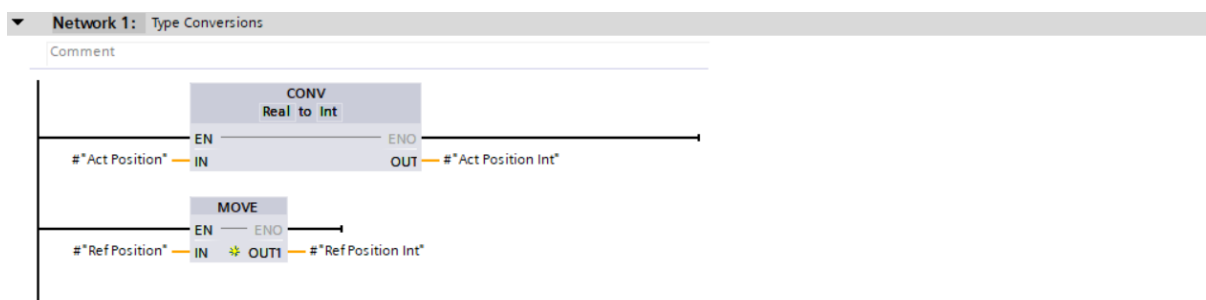 Network 1: Type Conversions
Comment
CONV
Real to Int
EN ENO
#"Act Position" IN OUT #"Act Position Int"
MOVE
EN ENO
#"Ref Position" IN OUT1 #"Ref Position Int"